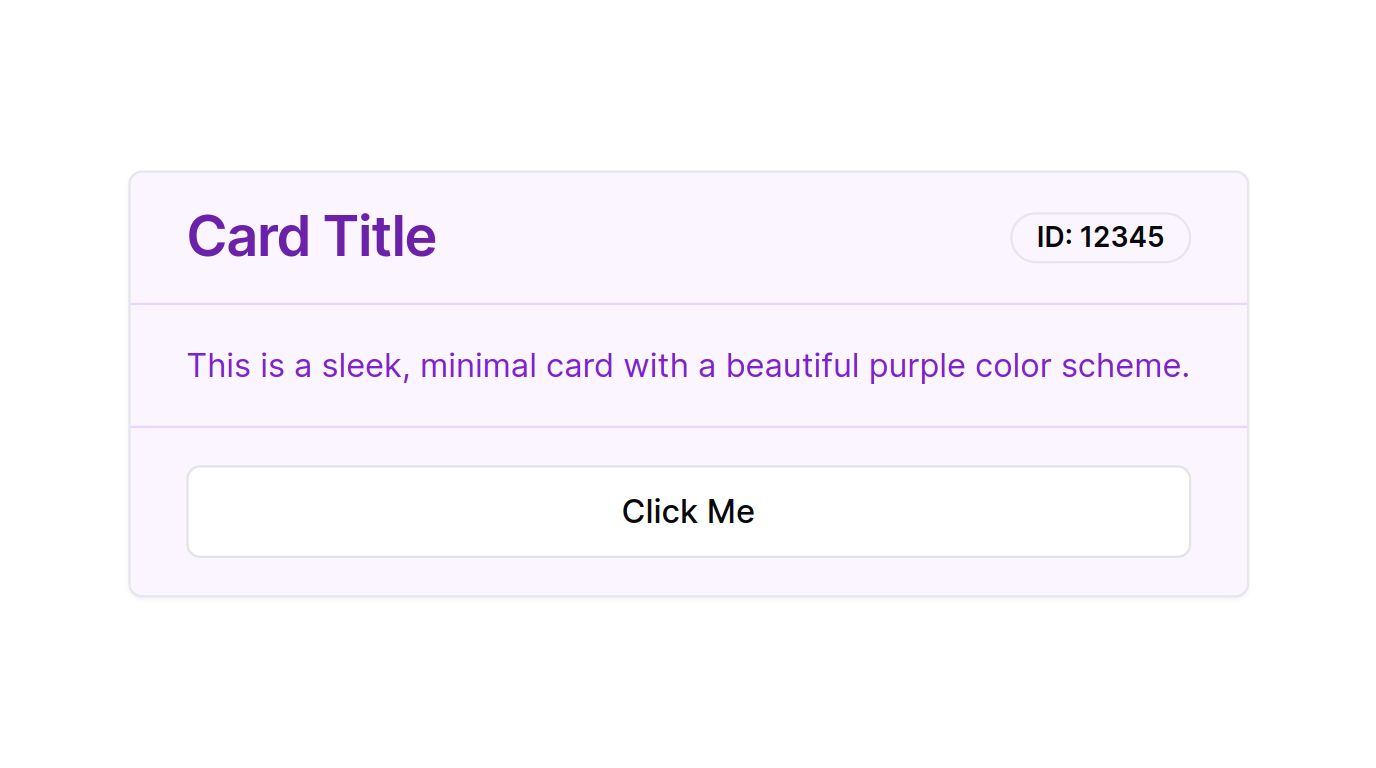 Card Title
ID: 12345
This is a sleek, minimal card with a beautiful purple color scheme.
Click Me